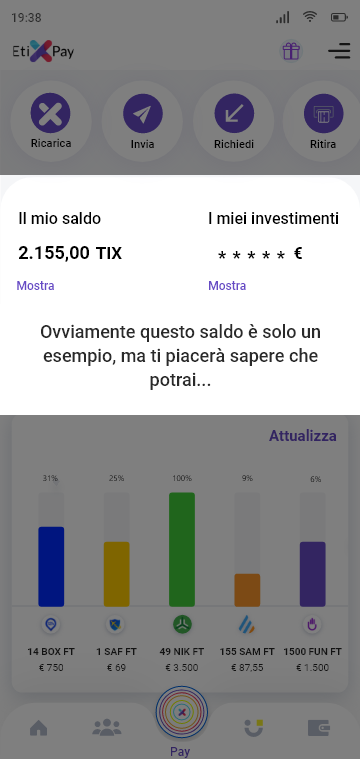 19:38
Eti Pay
Ricarica Invia Richiedi Ritira
Il mio saldo I miei investimenti
2.155,00 TIX * * * * * €
Mostra Mostra
Ovviamente questo saldo è solo un
esempio, ma ti piacerà sapere che
potrai...
Attualizza
31% 25% 100% 9% 6%
14 BOX FT 1 SAF FT 49 NIK FT 155 SAM FT 1500 FUN FT
€ 750 € 69 € 3.500 € 87,55 € 1.500
Pay